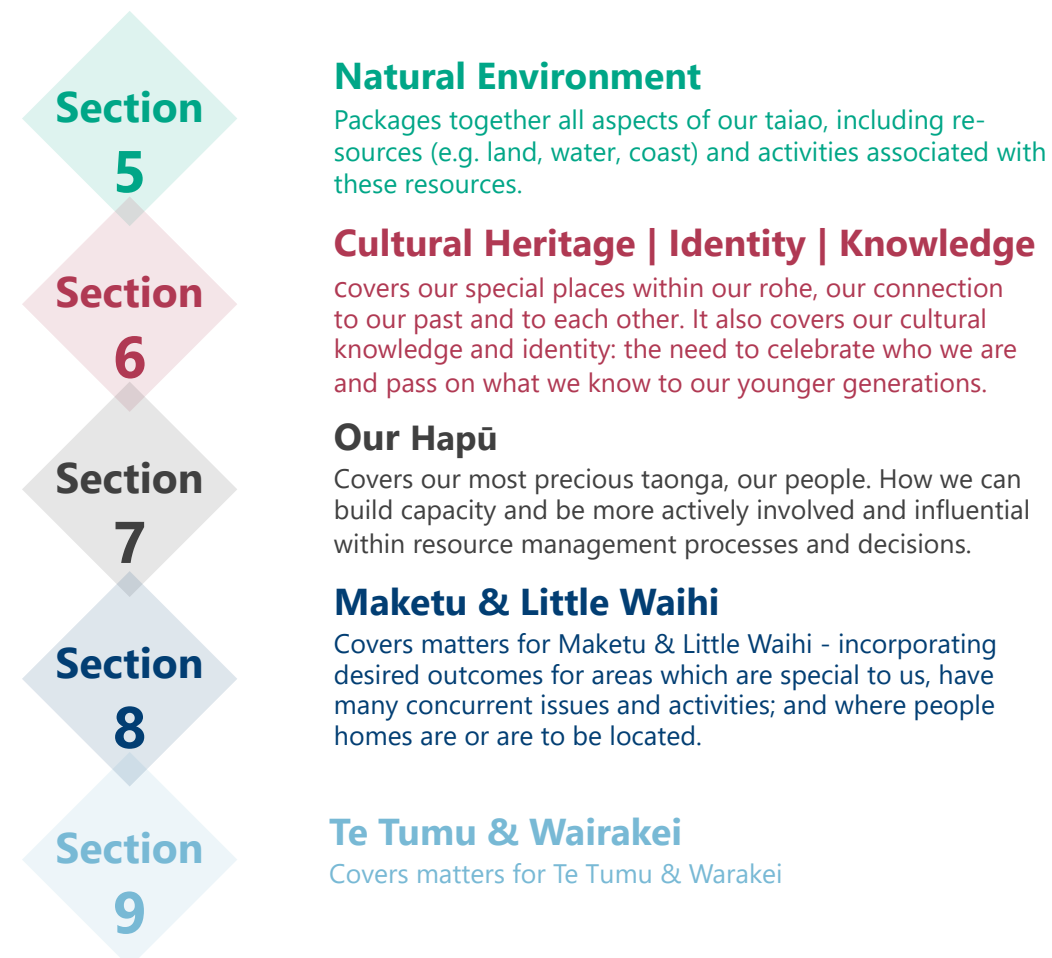 Section
5
Natural Environment
Packages together all aspects of our taiao, including re-
sources (e.g. land, water, coast) and activities associated with
these resources.
Section
6
Cultural Heritage | Identity | Knowledge
covers our special places within our rohe, our connection
to our past and to each other. It also covers our cultural
knowledge and identity: the need to celebrate who we are
and pass on what we know to our younger generations.
Section
7
Our Hapū
Covers our most precious taonga, our people. How we can
build capacity and be more actively involved and influential
within resource management processes and decisions.
Section
8
Maketu & Little Waihi
Covers matters for Maketu & Little Waihi - incorporating
desired outcomes for areas which are special to us, have
many concurrent issues and activities; and where people
homes are or are to be located.
Section
9
Te Tumu & Wairakei
Covers matters for Te Tumu & Warakei